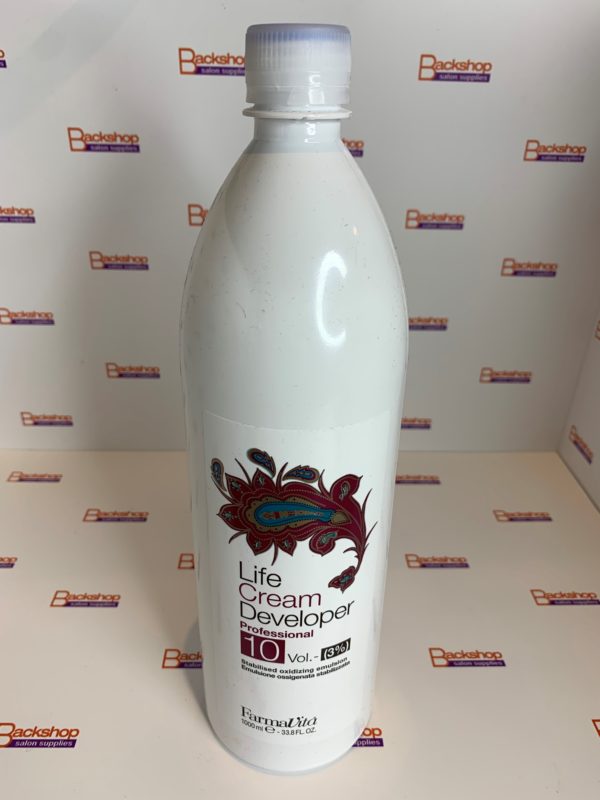 Backshop
salon supplies
Life
Cream
Developer
Professional
10 Vol.- (3%)
Stabilised oxidizing emulsion
Emulsione ossigenata stabilizzata
FarmaVita
1000 ml ℮ - 33.8 FL. OZ.